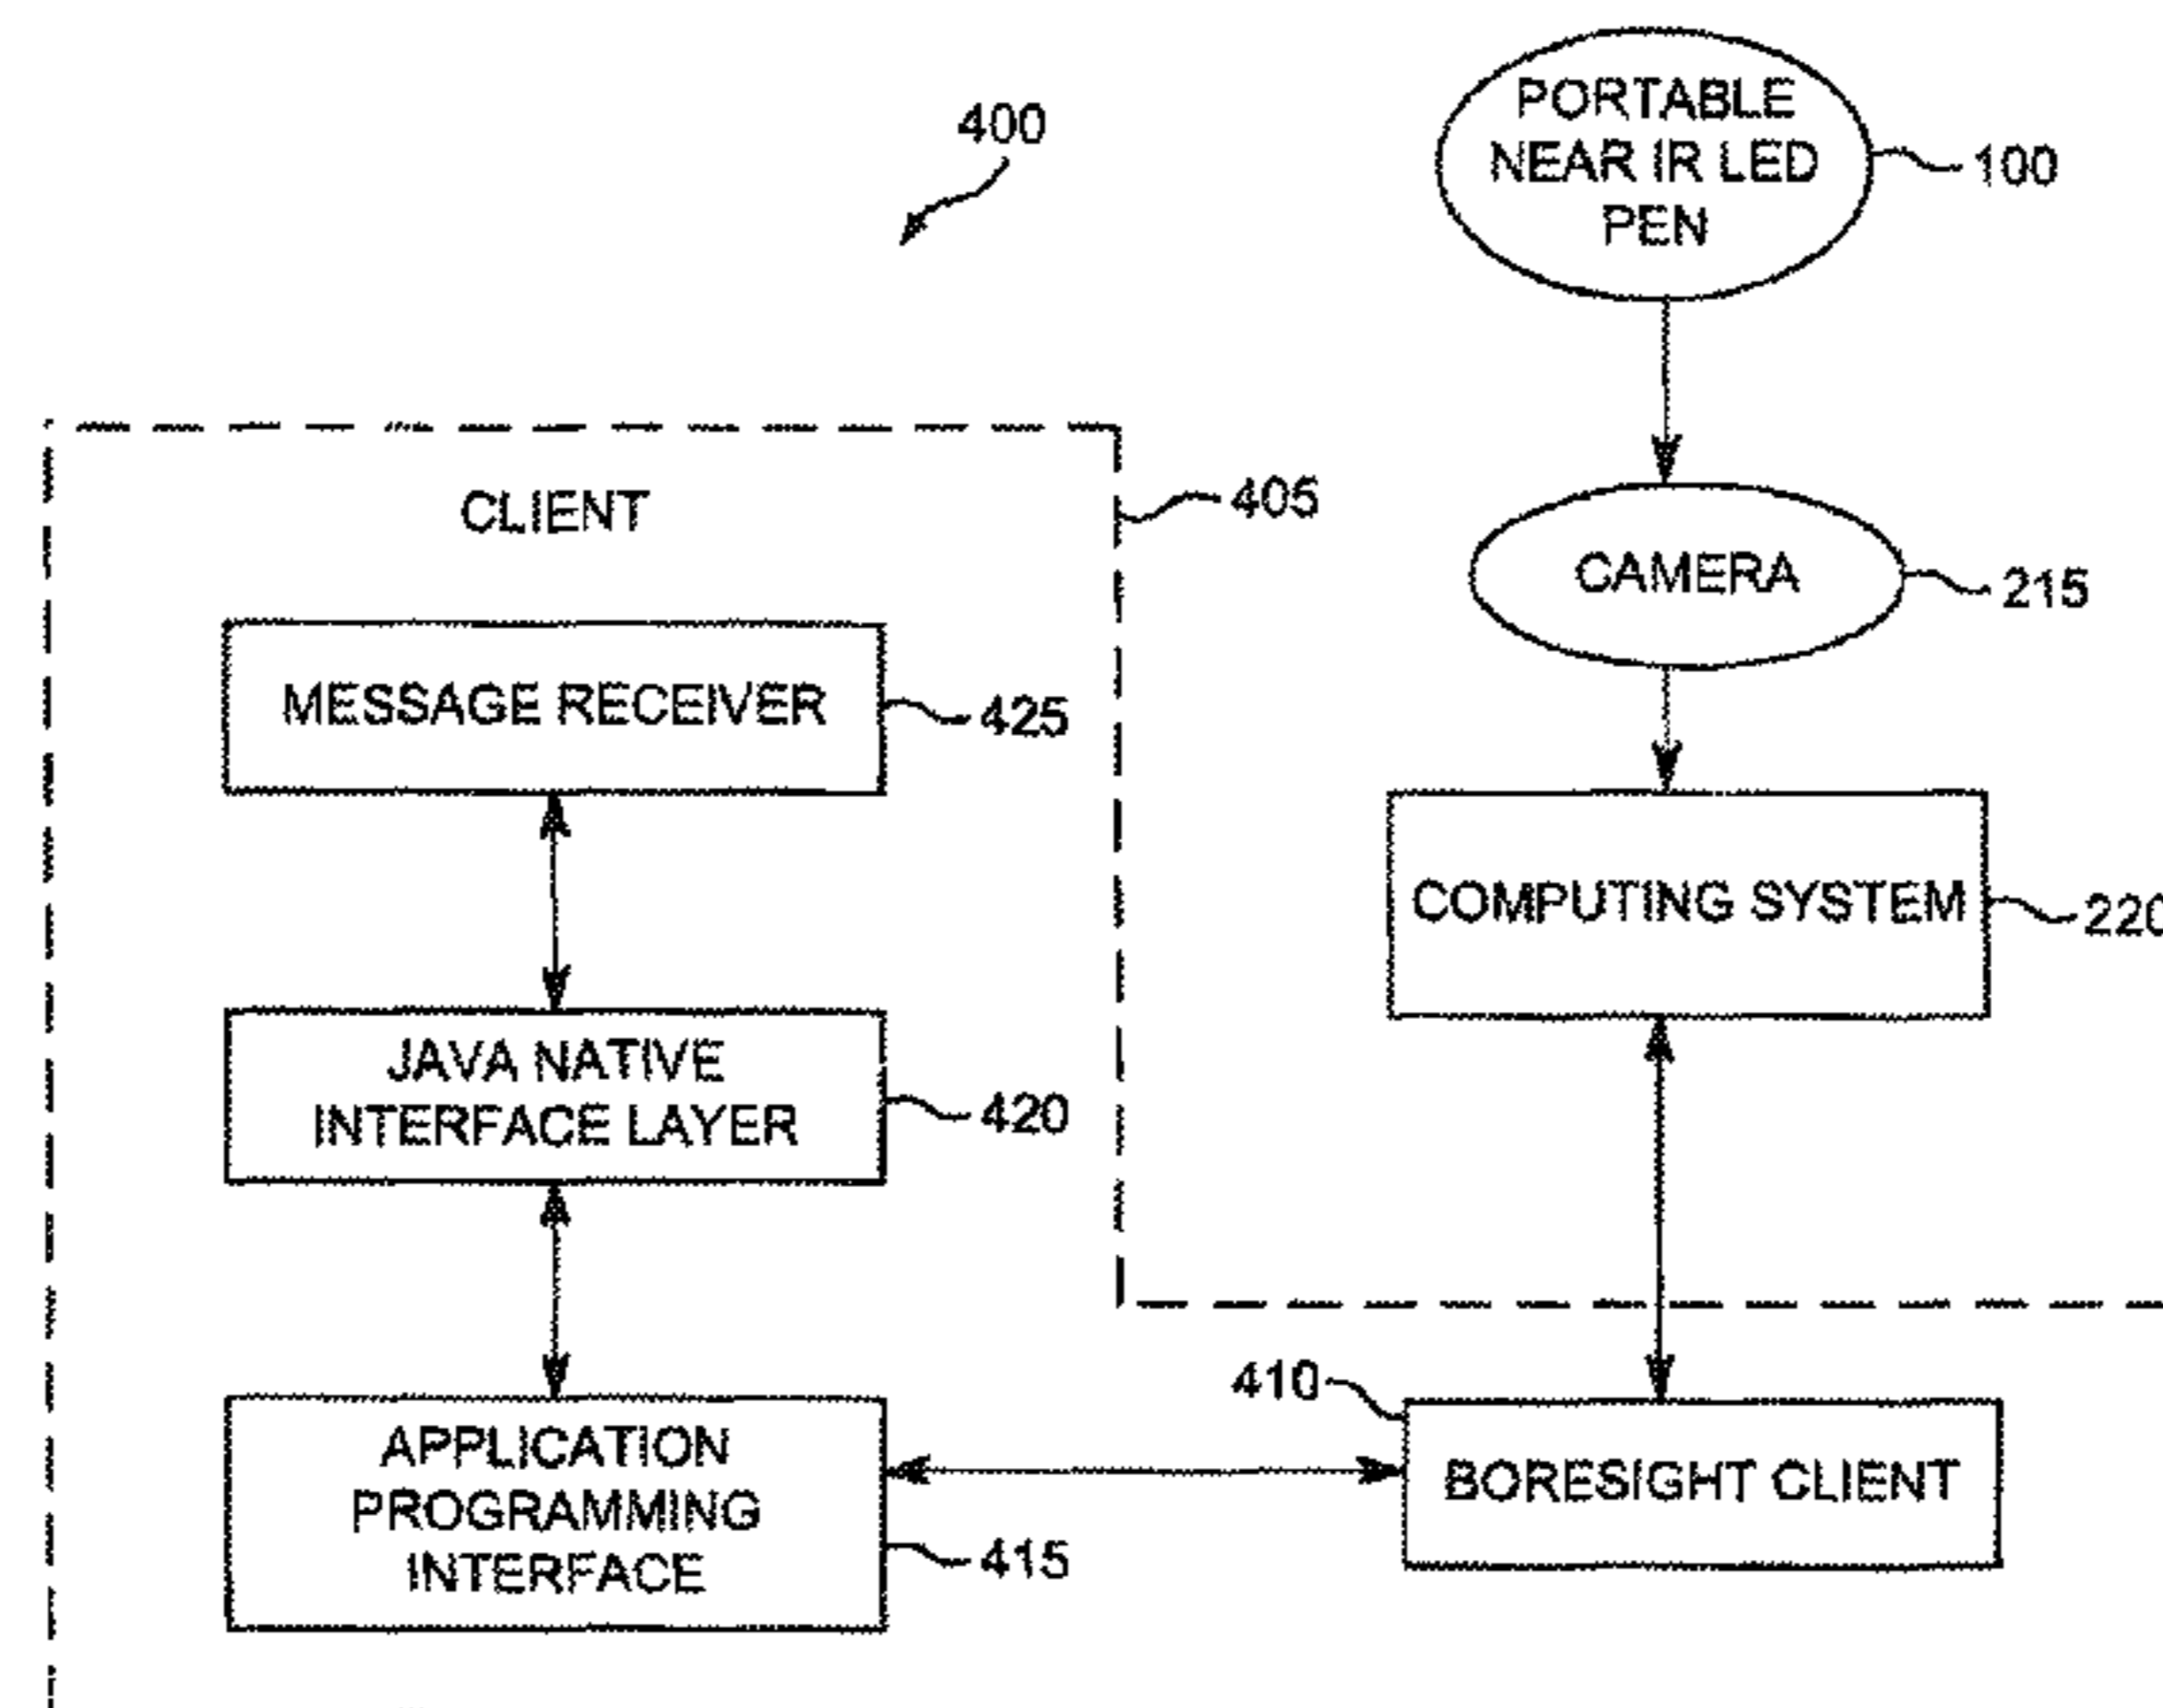 400
PORTABLE
NEAR IR LED
PEN
100
CLIENT
405
CAMERA
215
MESSAGE RECEIVER
425
COMPUTING SYSTEM
220
JAVA NATIVE
INTERFACE LAYER
420
410
APPLICATION
PROGRAMMING
INTERFACE
415
BORESIGHT CLIENT